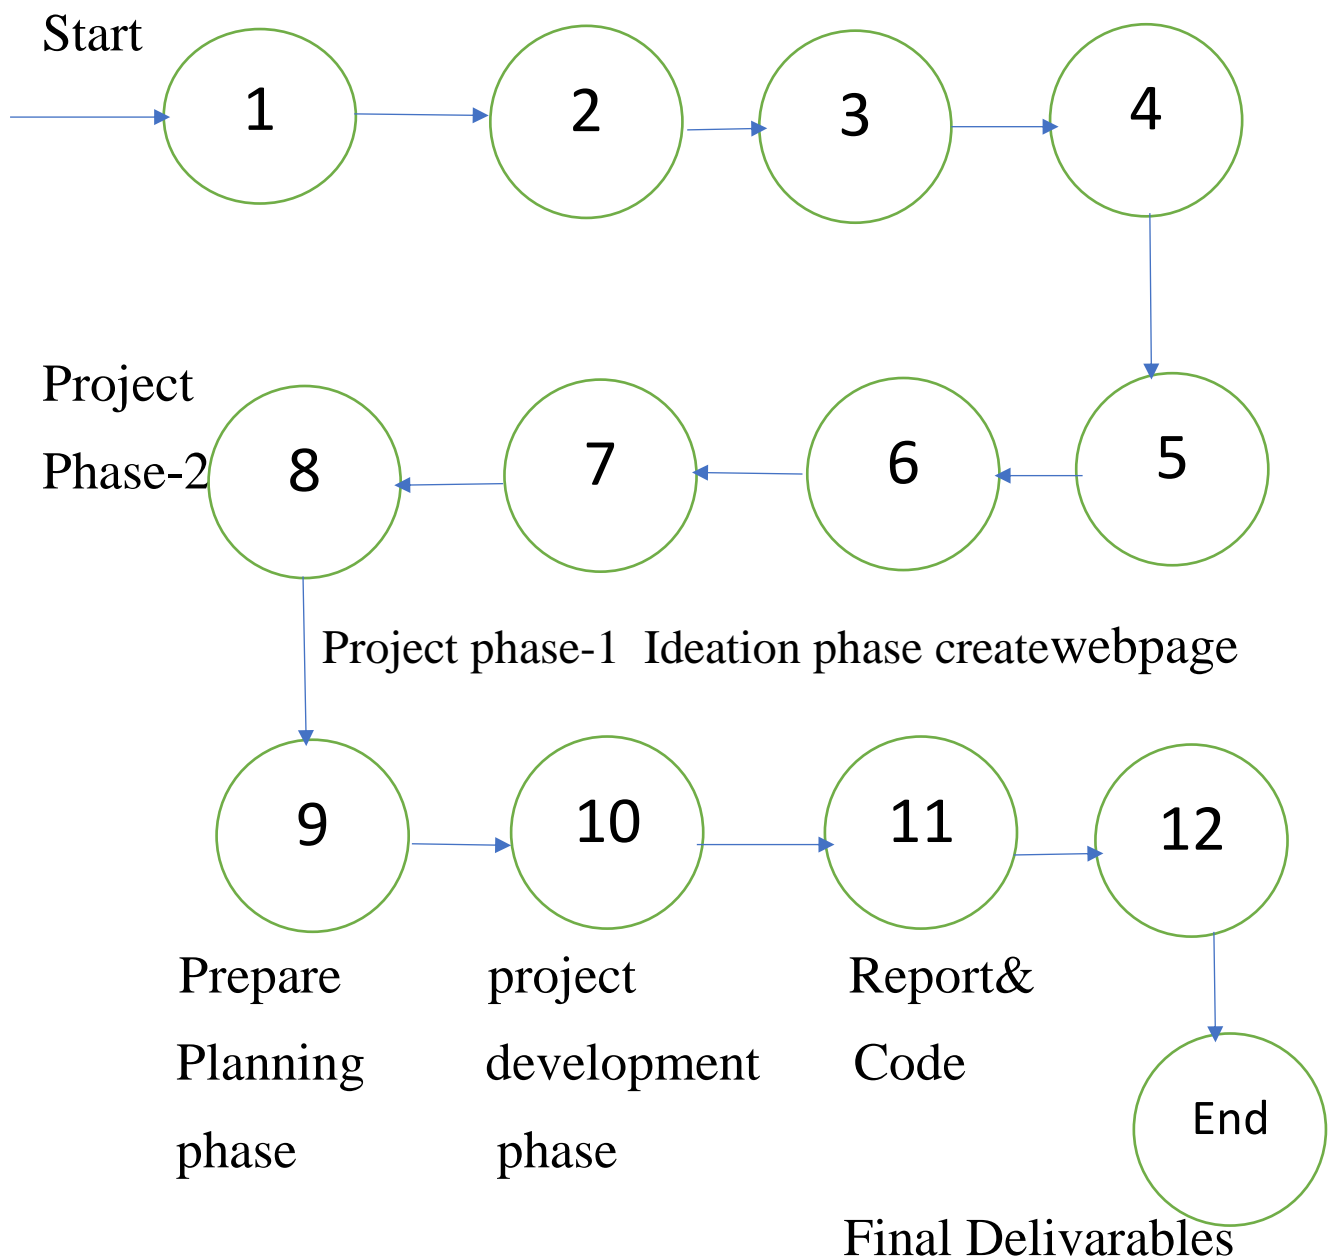 Start
1 2 3 4
Project
Phase-2 8 7 6 5
Project phase-1 Ideation phase createwebpage
9 10 11 12
Prepare project Report&
Planning development Code
phase phase
End
Final Delivarables